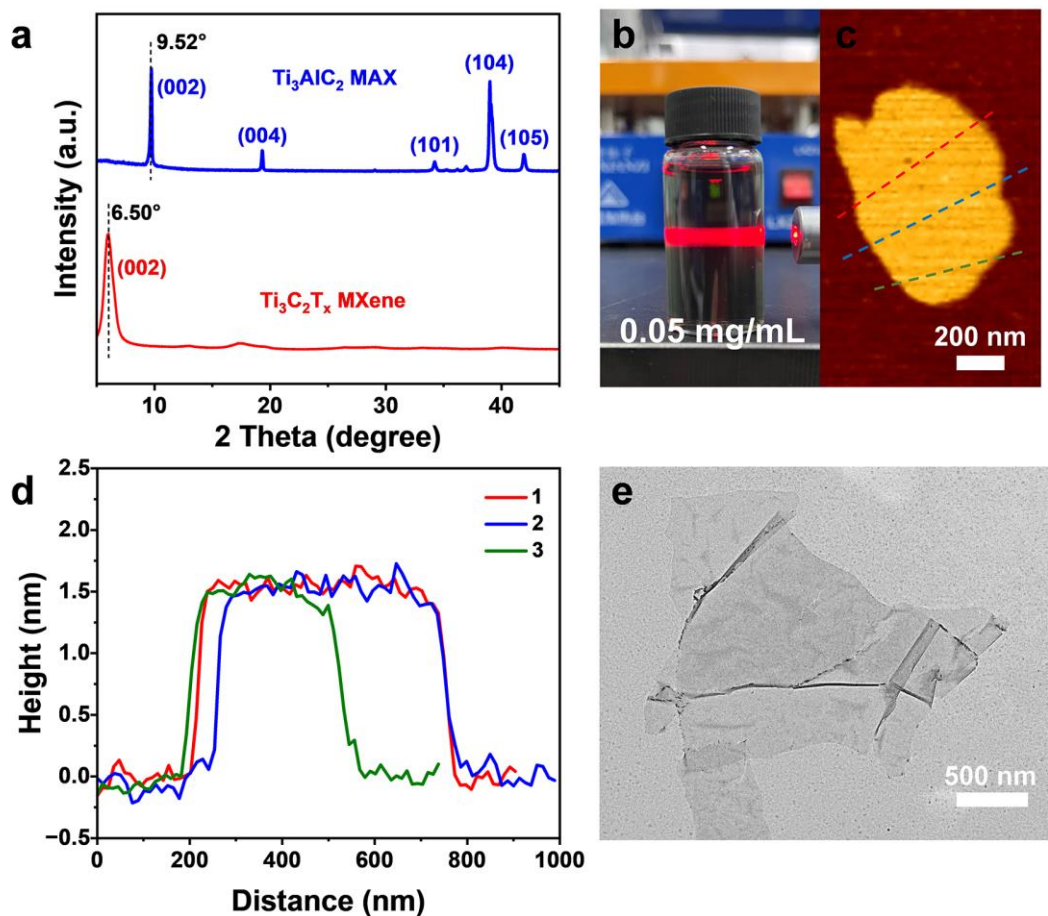 a
9.52°
(002)
Ti₃AlC₂ MAX
(104)
(004)
(101)
(105)
6.50°
(002)
Ti₃C₂Tₓ MXene
Intensity (a.u.)
10
20
30
40
2 Theta (degree)
b
0.05 mg/mL
c
200 nm
d
2.5
2.0
1.5
1.0
0.5
0.0
−0.5
1
2
3
Height (nm)
0
200
400
600
800
1000
Distance (nm)
e
500 nm